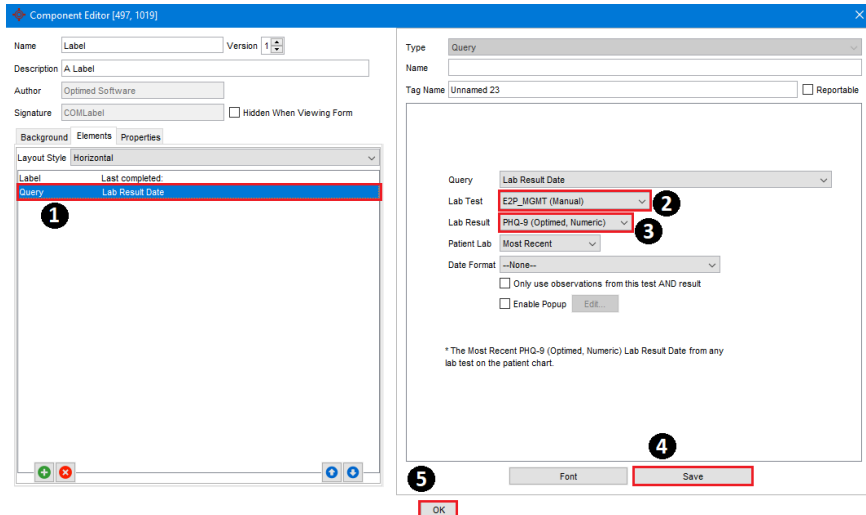 Component Editor [497, 1019]
Name Label Version 1
Description A Label
Author Optimed Software
Signature COMLabel Hidden When Viewing Form
Background Elements Properties
Layout Style Horizontal
Label Last completed:
Query Lab Result Date
1
Type Query
Name
Tag Name Unnamed 23 Reportable
Query Lab Result Date
Lab Test E2P_MGMT (Manual) 2
Lab Result PHQ-9 (Optimed, Numeric) 3
Patient Lab Most Recent
Date Format --None--
Only use observations from this test AND result
Enable Popup Edit...
* The Most Recent PHQ-9 (Optimed, Numeric) Lab Result Date from any
lab test on the patient chart.
4
Font Save
5
OK